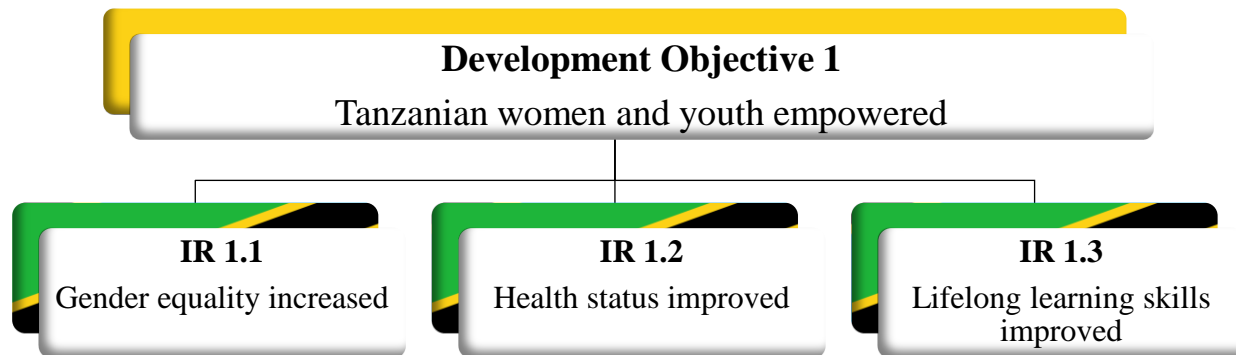 Development Objective 1
Tanzanian women and youth empowered
IR 1.1
Gender equality increased
IR 1.2
Health status improved
IR 1.3
Lifelong learning skills
improved